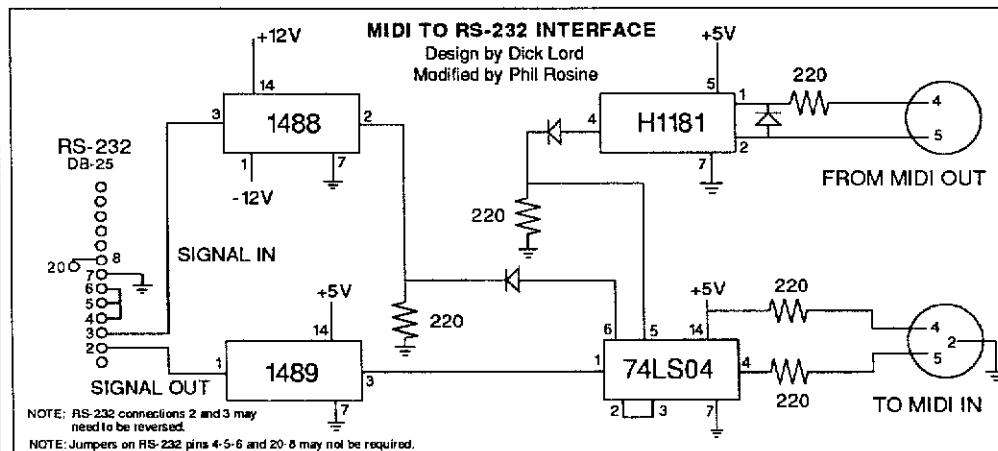 MIDI TO RS-232 INTERFACE
Design by Dick Lord
Modified by Phil Rosine
+12V
14
3
1488
2
1
7
-12V
+5V
5
4
H1181
1
2
7
220
4
5
FROM MIDI OUT
RS-232
DB-25
20
8
7
6
5
4
3
2
SIGNAL IN
SIGNAL OUT
220
220
+5V
14
1
1489
3
7
+5V
6
5
14
1
74LS04
4
2
3
7
220
220
4
2
5
TO MIDI IN
NOTE: RS-232 connections 2 and 3 may
need to be reversed.
NOTE: Jumpers on RS-232 pins 4-5-6 and 20-8 may not be required.